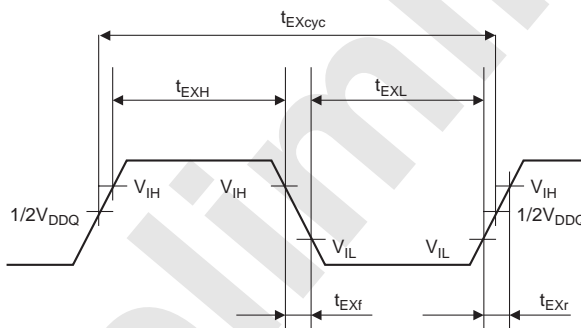 tEXcyc
tEXH
tEXL
VIH
VIH
VIH
1/2VDDQ
1/2VDDQ
VIL
VIL
tEXf
tEXr